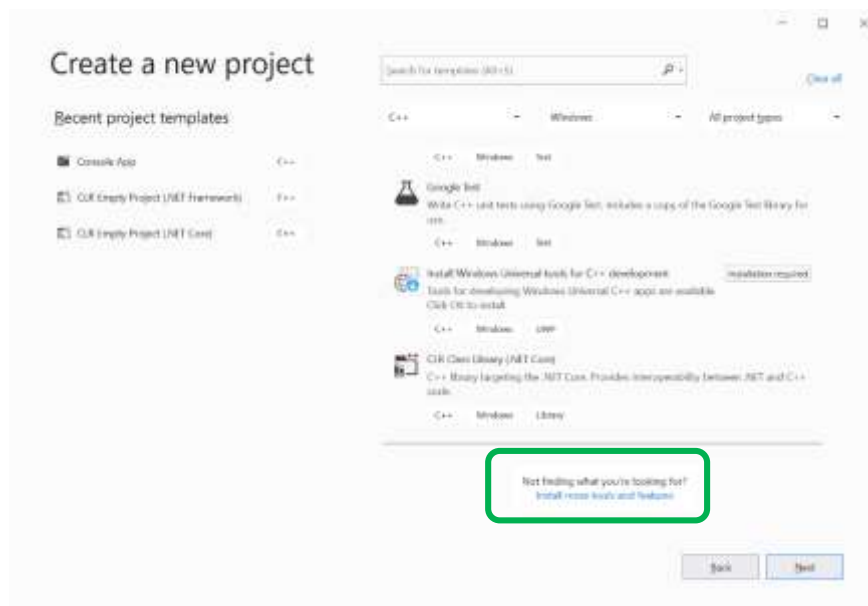 Create a new project
Search for templates (Alt+S)
Clear all
Recent project templates
C++ Windows All project types
Console App C++
CLR Empty Project (.NET Framework) C++
CLR Empty Project (.NET Core) C++
C++ Windows Test
Google Test
Write C++ unit tests using Google Test. Includes a copy of the Google Test library for
use.
C++ Windows Test
Install Windows Universal tools for C++ development Installation required
Tools for developing Windows Universal C++ apps are available.
Click OK to install.
C++ Windows UWP
CLR Class Library (.NET Core)
C++ library targeting the .NET Core. Provides interoperability between .NET and C++
code.
C++ Windows Library
Not finding what you're looking for?
Install more tools and features
Back Next